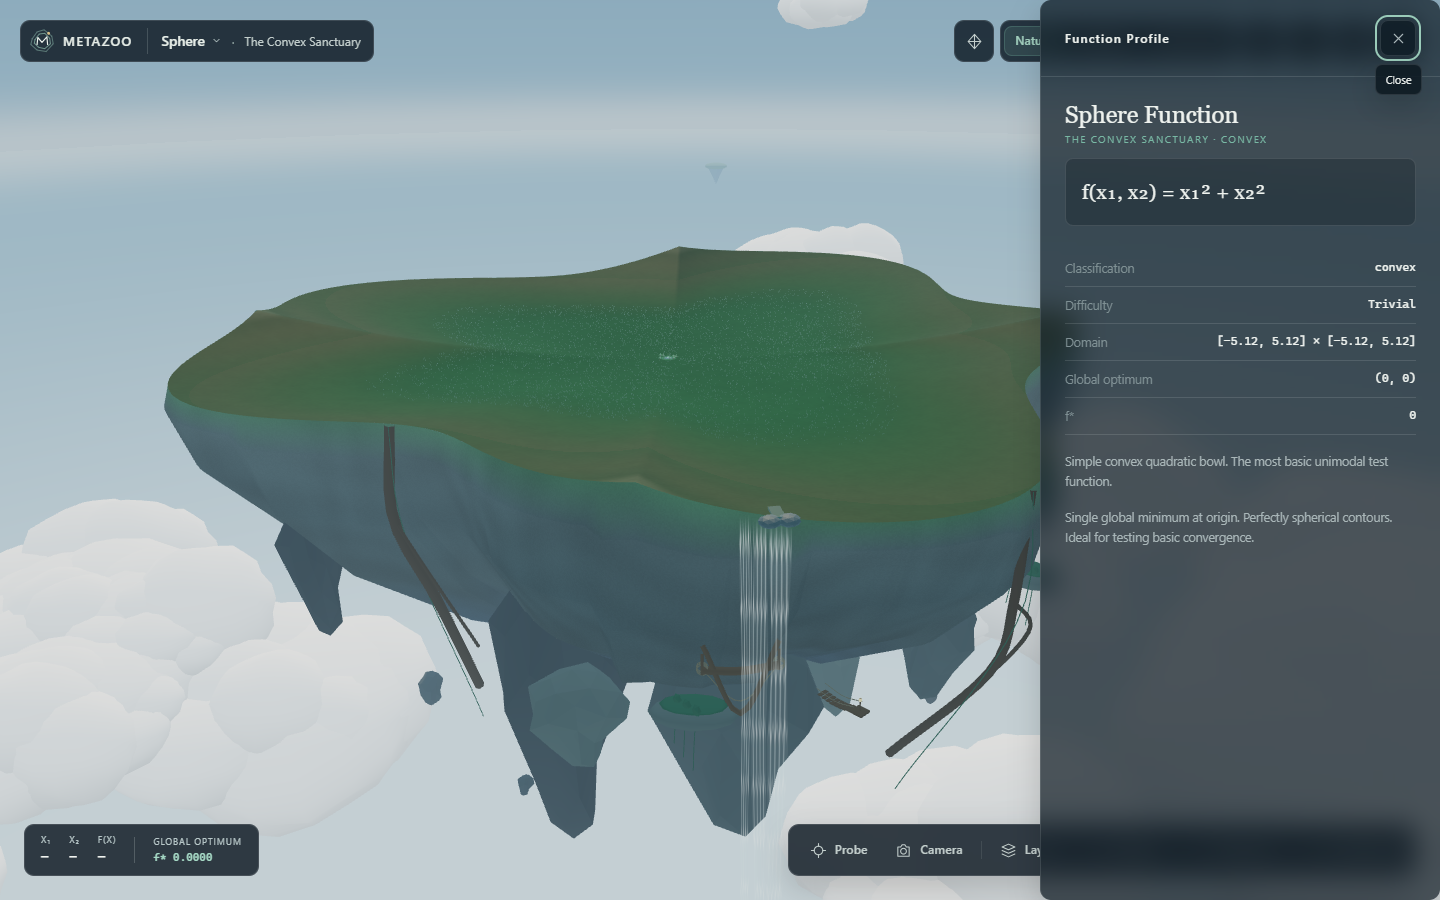 METAZOO
Sphere · The Convex Sanctuary
Natu
Function Profile
Close
Sphere Function
THE CONVEX SANCTUARY · CONVEX
f(x₁, x₂) = x₁² + x₂²
Classification convex
Difficulty Trivial
Domain [−5.12, 5.12] × [−5.12, 5.12]
Global optimum (0, 0)
f* 0
Simple convex quadratic bowl. The most basic unimodal test
function.
Single global minimum at origin. Perfectly spherical contours.
Ideal for testing basic convergence.
X₁ X₂ F(X)
– – –
GLOBAL OPTIMUM
f* 0.0000
Probe Camera Lay